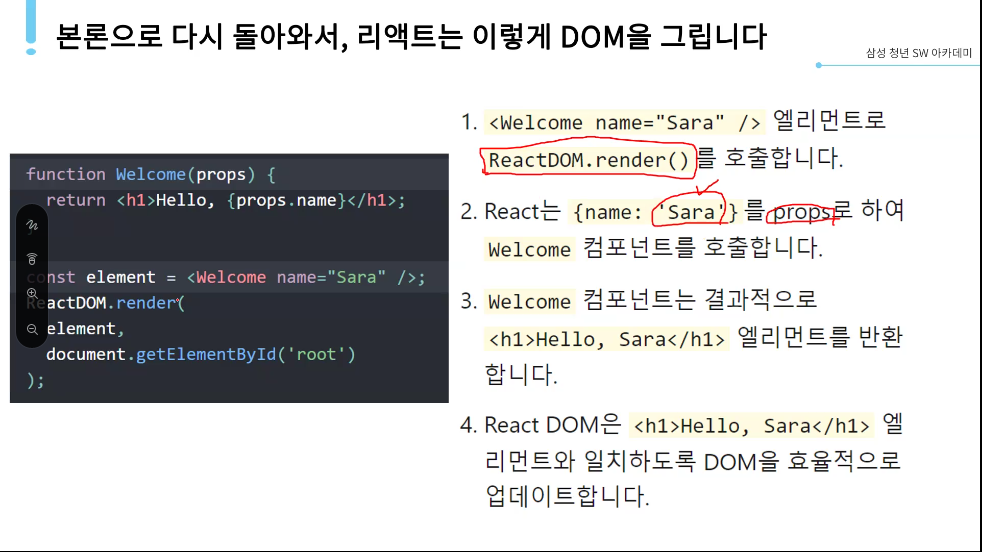 본론으로 다시 돌아와서, 리액트는 이렇게 DOM을 그립니다
삼성 청년 SW 아카데미
function Welcome(props) {
return <h1>Hello, {props.name}</h1>;
const element = <Welcome name="Sara" />;
ReactDOM.render(
element,
document.getElementById('root')
);
1. <Welcome name="Sara" /> 엘리먼트로
ReactDOM.render()를 호출합니다.
2. React는 {name: 'Sara'}를 props로 하여
Welcome 컴포넌트를 호출합니다.
3. Welcome 컴포넌트는 결과적으로
<h1>Hello, Sara</h1> 엘리먼트를 반환
합니다.
4. React DOM은 <h1>Hello, Sara</h1> 엘
리먼트와 일치하도록 DOM을 효율적으로
업데이트합니다.